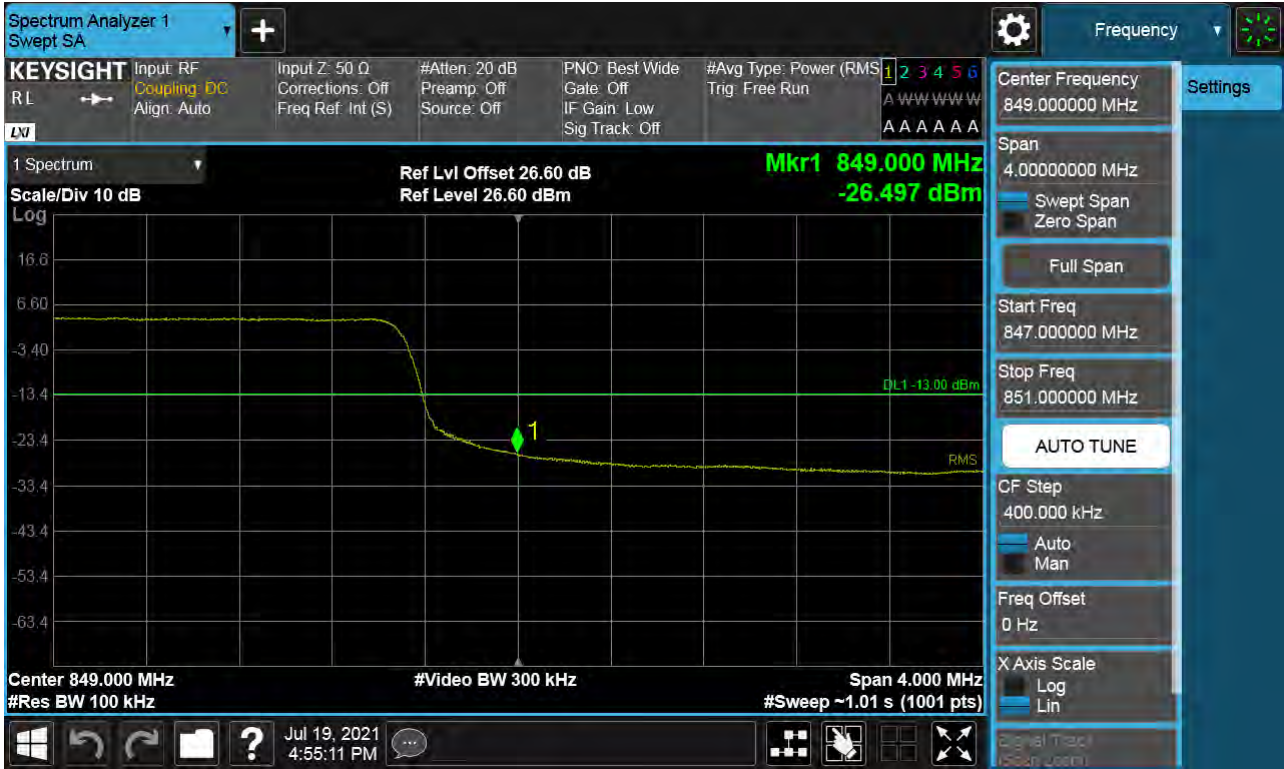 Spectrum Analyzer 1
Swept SA
Frequency
KEYSIGHT
RL
LXI
Input: RF
Coupling: DC
Align: Auto
Input Z: 50 Ω
Corrections: Off
Freq Ref: Int (S)
#Atten: 20 dB
Preamp: Off
Source: Off
PNO: Best Wide
Gate: Off
IF Gain: Low
Sig Track: Off
#Avg Type: Power (RMS
Trig: Free Run
1 2 3 4 5 6
A W W W W W
A A A A A A
1 Spectrum
Scale/Div 10 dB
Log
Ref Lvl Offset 26.60 dB
Ref Level 26.60 dBm
Mkr1 849.000 MHz
-26.497 dBm
16.6
6.60
-3.40
-13.4
-23.4
-33.4
-43.4
-53.4
-63.4
DL1 -13.00 dBm
1
RMS
Center 849.000 MHz
#Video BW 300 kHz
Span 4.000 MHz
#Res BW 100 kHz
#Sweep ~1.01 s (1001 pts)
Jul 19, 2021
4:55:11 PM
Center Frequency
849.000000 MHz
Settings
Span
4.00000000 MHz
Swept Span
Zero Span
Full Span
Start Freq
847.000000 MHz
Stop Freq
851.000000 MHz
AUTO TUNE
CF Step
400.000 kHz
Auto
Man
Freq Offset
0 Hz
X Axis Scale
Log
Lin
Signal Track
(Span Zoom)